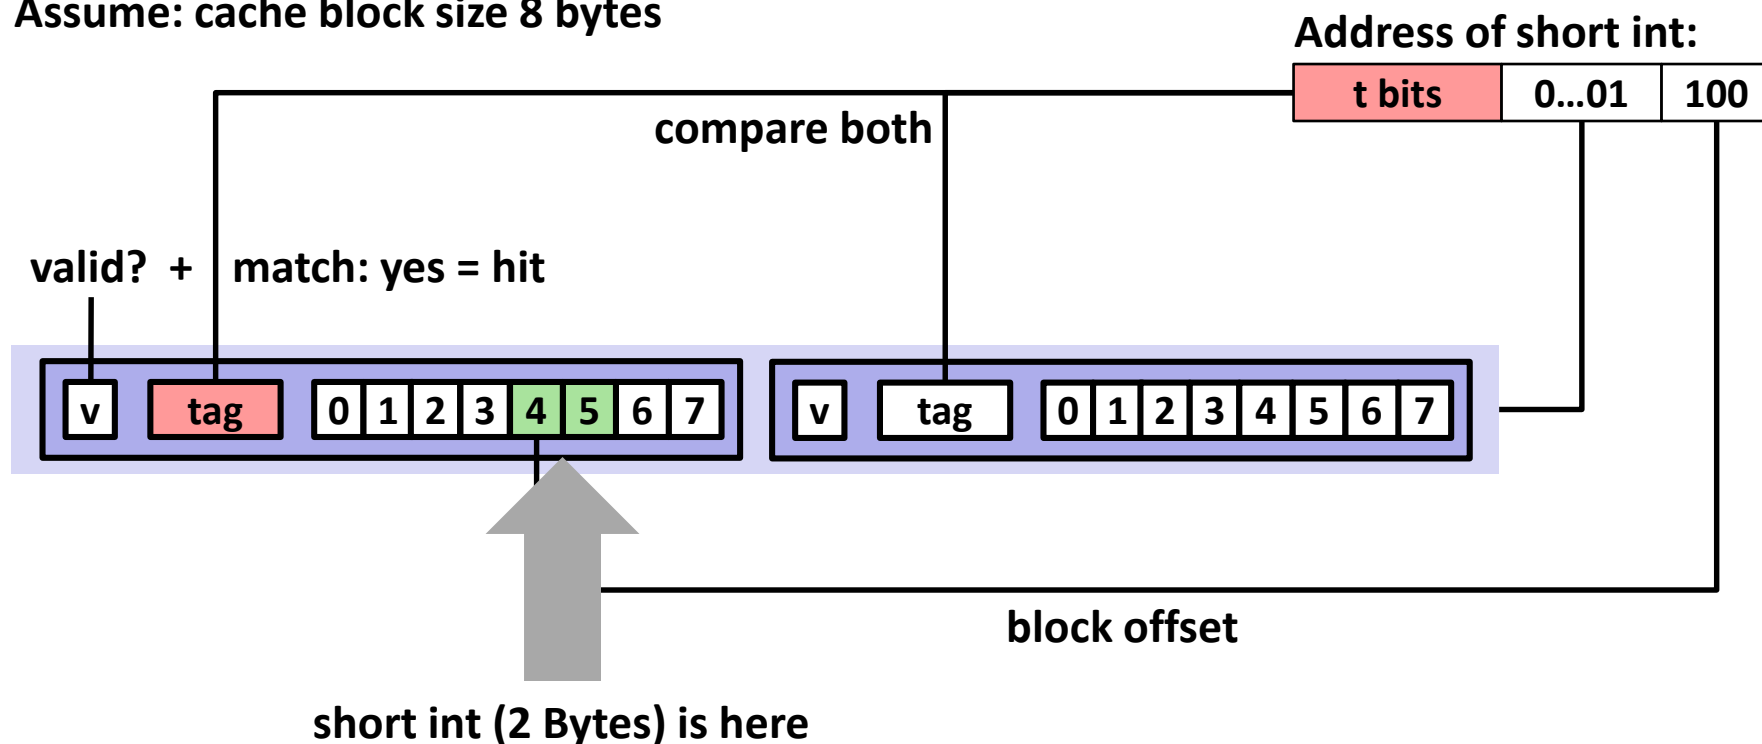 Assume: cache block size 8 bytes
Address of short int:
t bits 0...01 100
compare both
valid? + match: yes = hit
v tag 0 1 2 3 4 5 6 7 v tag 0 1 2 3 4 5 6 7
block offset
short int (2 Bytes) is here